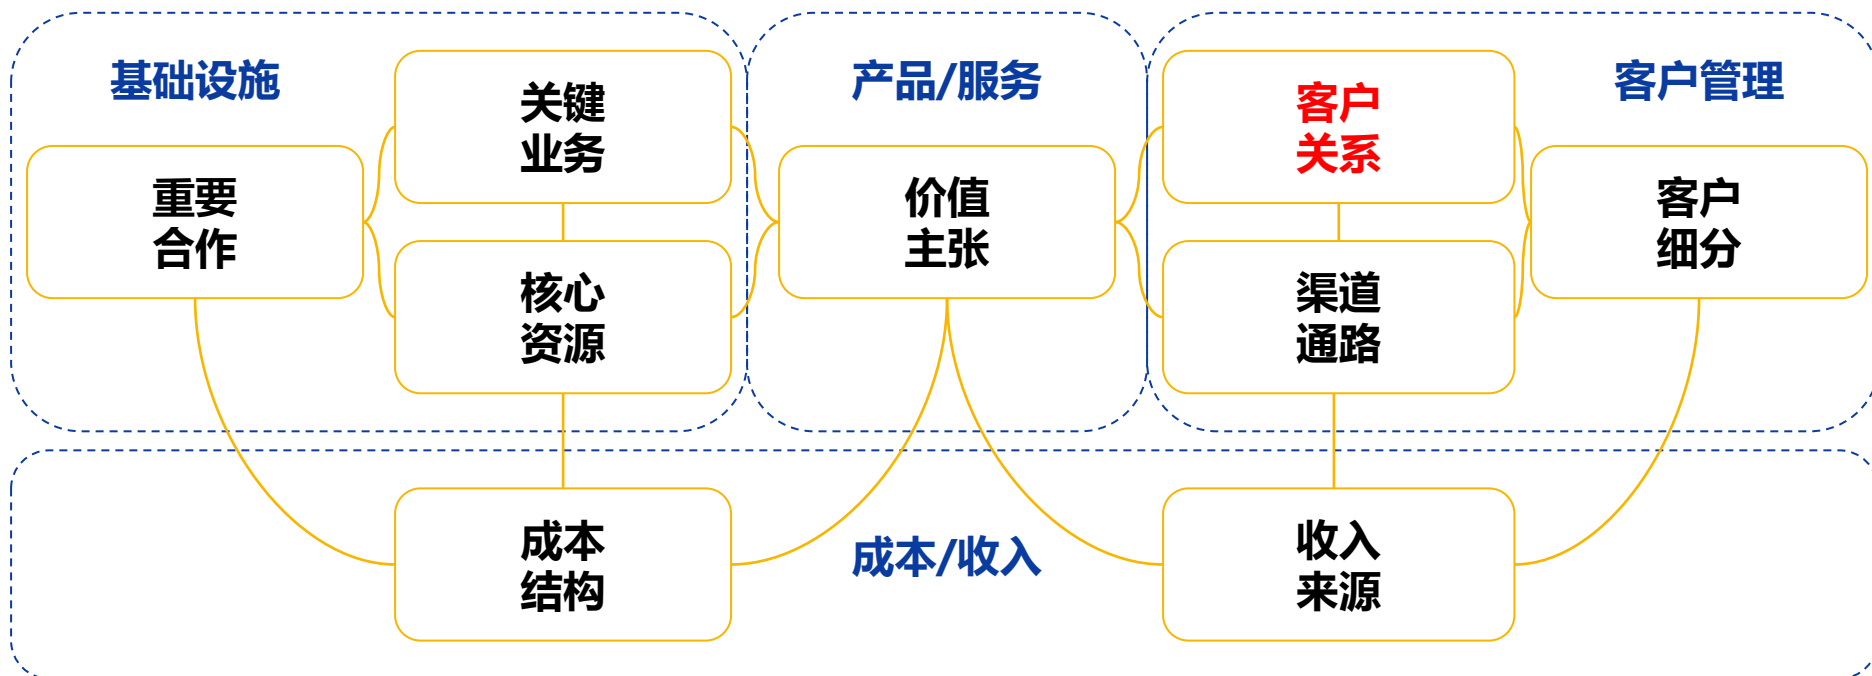 基础设施
关键
业务
重要
合作
核心
资源
产品/服务
价值
主张
客户管理
客户
关系
客户
细分
渠道
通路
成本
结构
成本/收入
收入
来源